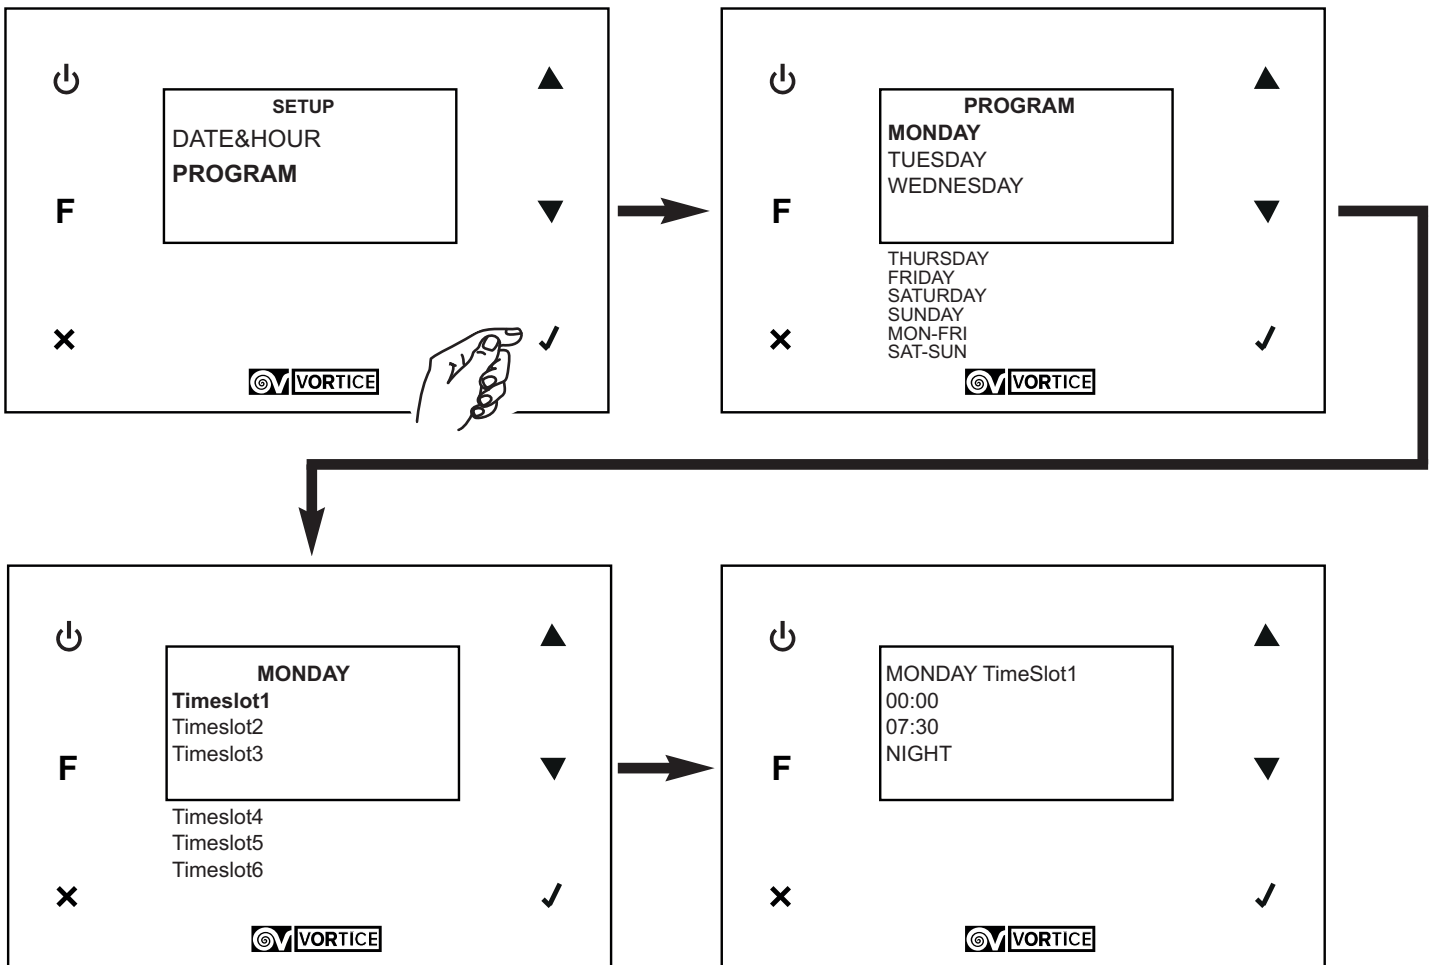 SETUP
DATE&HOUR
PROGRAM
F
VORTICE
PROGRAM
MONDAY
TUESDAY
WEDNESDAY
F
THURSDAY
FRIDAY
SATURDAY
SUNDAY
MON-FRI
SAT-SUN
VORTICE
MONDAY
Timeslot1
Timeslot2
Timeslot3
F
Timeslot4
Timeslot5
Timeslot6
VORTICE
MONDAY TimeSlot1
00:00
07:30
NIGHT
F
VORTICE